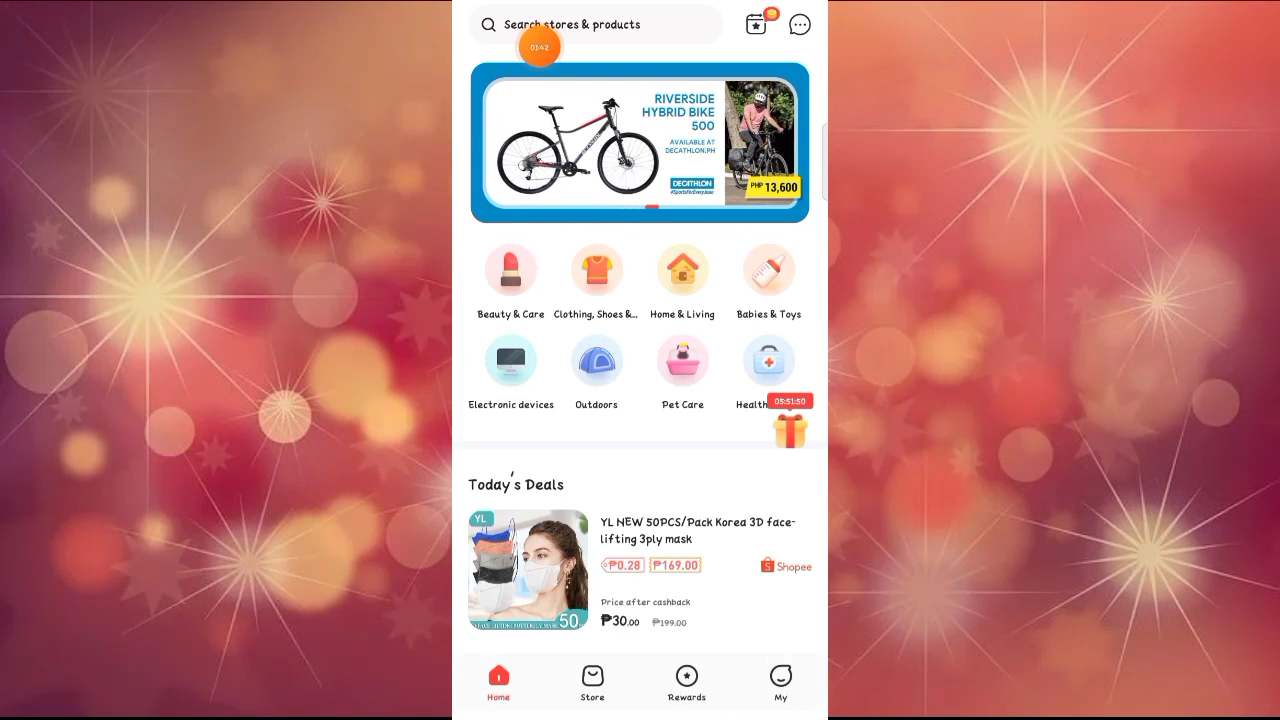 Search stores & products
01:42
RIVERSIDE
HYBRID BIKE
500
AVAILABLE AT
DECATHLON.PH
DECATHLON
#SportsForEveryJuan
PHP 13,600
Beauty & Care
Clothing, Shoes &...
Home & Living
Babies & Toys
Electronic devices
Outdoors
Pet Care
Health
05:51:50
Today's Deals
YL
YL NEW 50PCS/Pack Korea 3D face-
lifting 3ply mask
₱0.28
₱169.00
Shopee
Price after cashback
₱30.00
₱199.00
50
Home
Store
Rewards
My